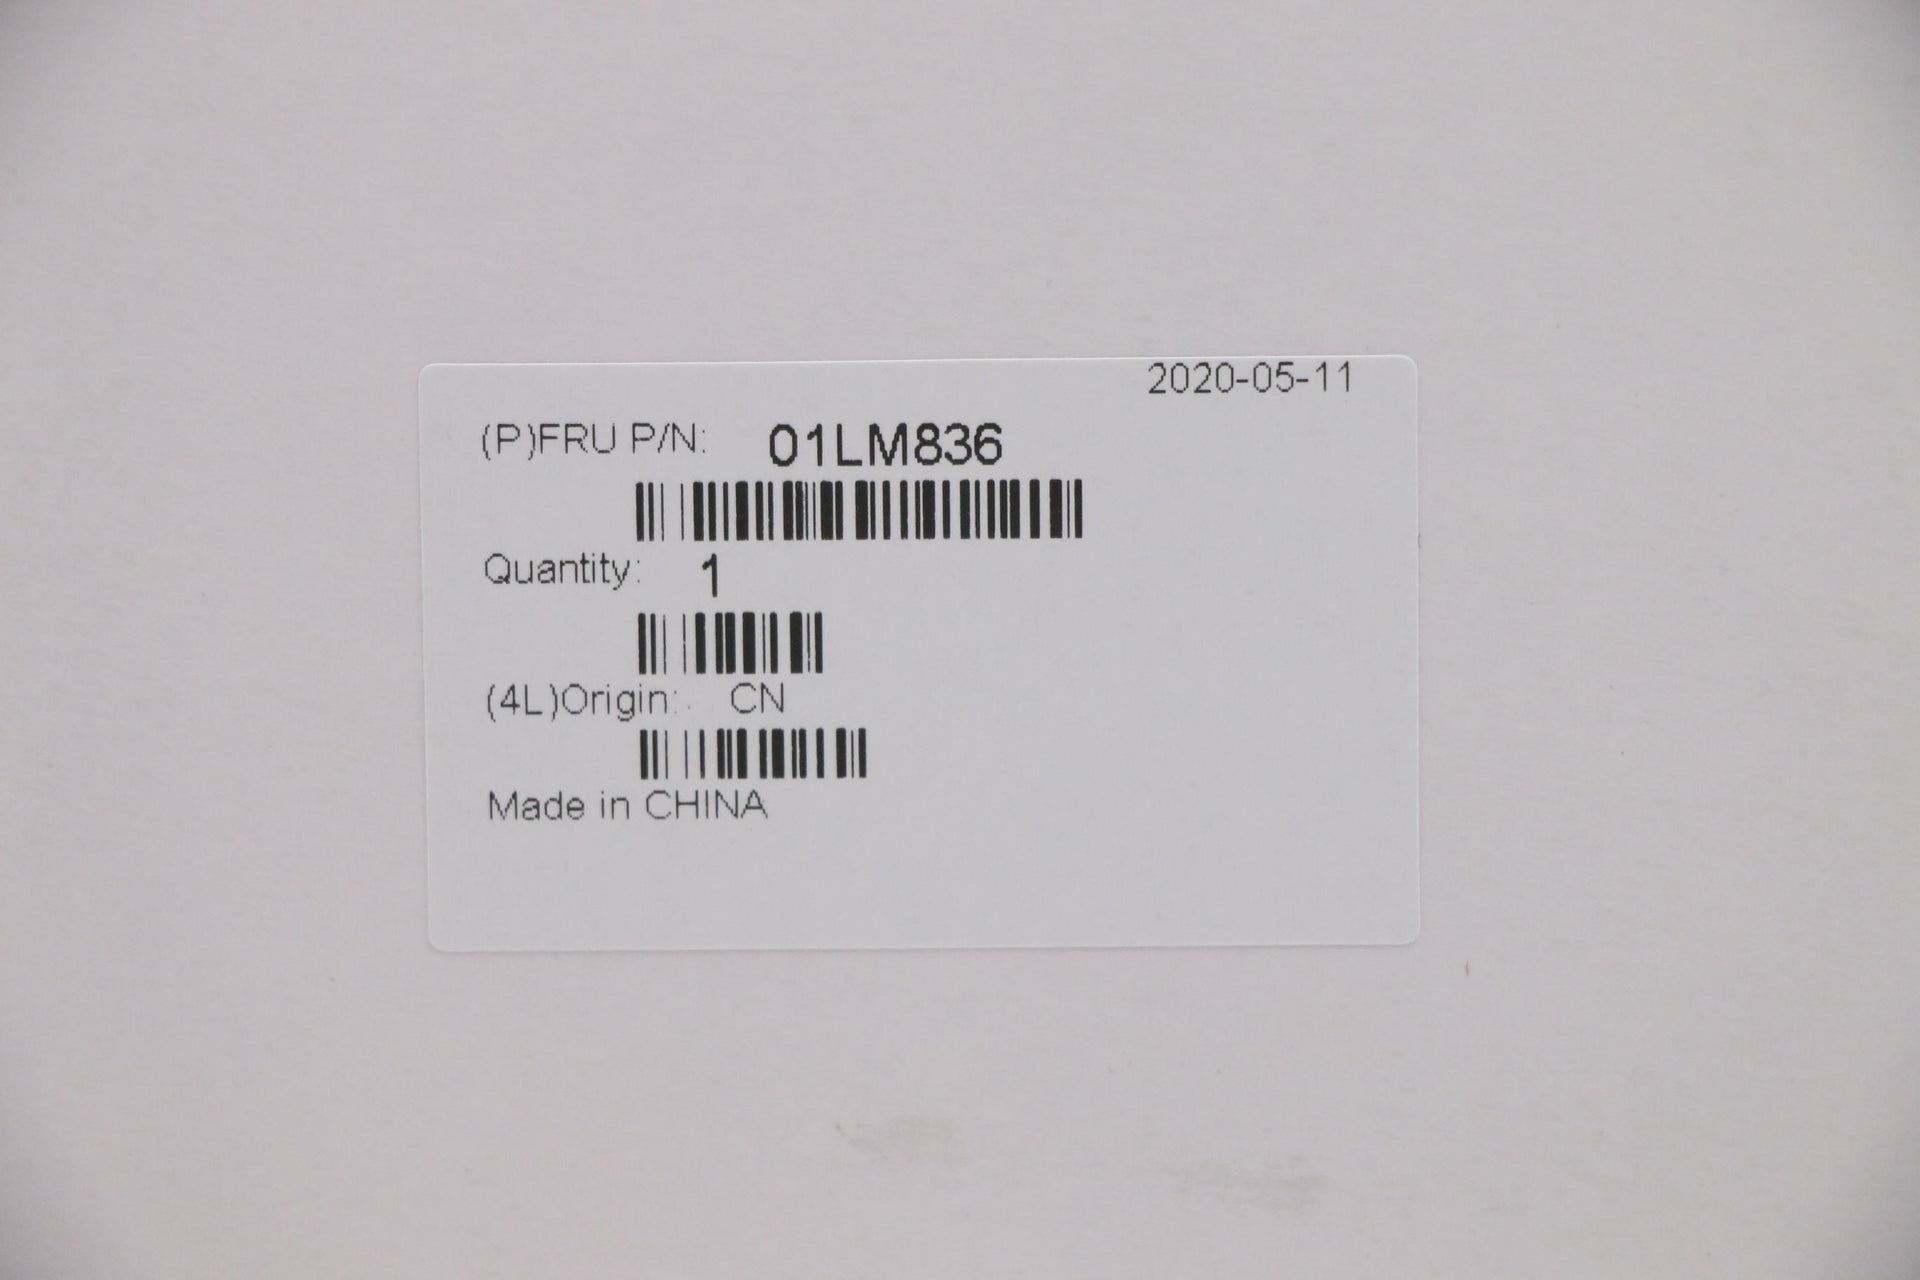 2020-05-11
(P)FRU P/N: 01LM836
Quantity: 1
(4L)Origin: CN
Made in CHINA